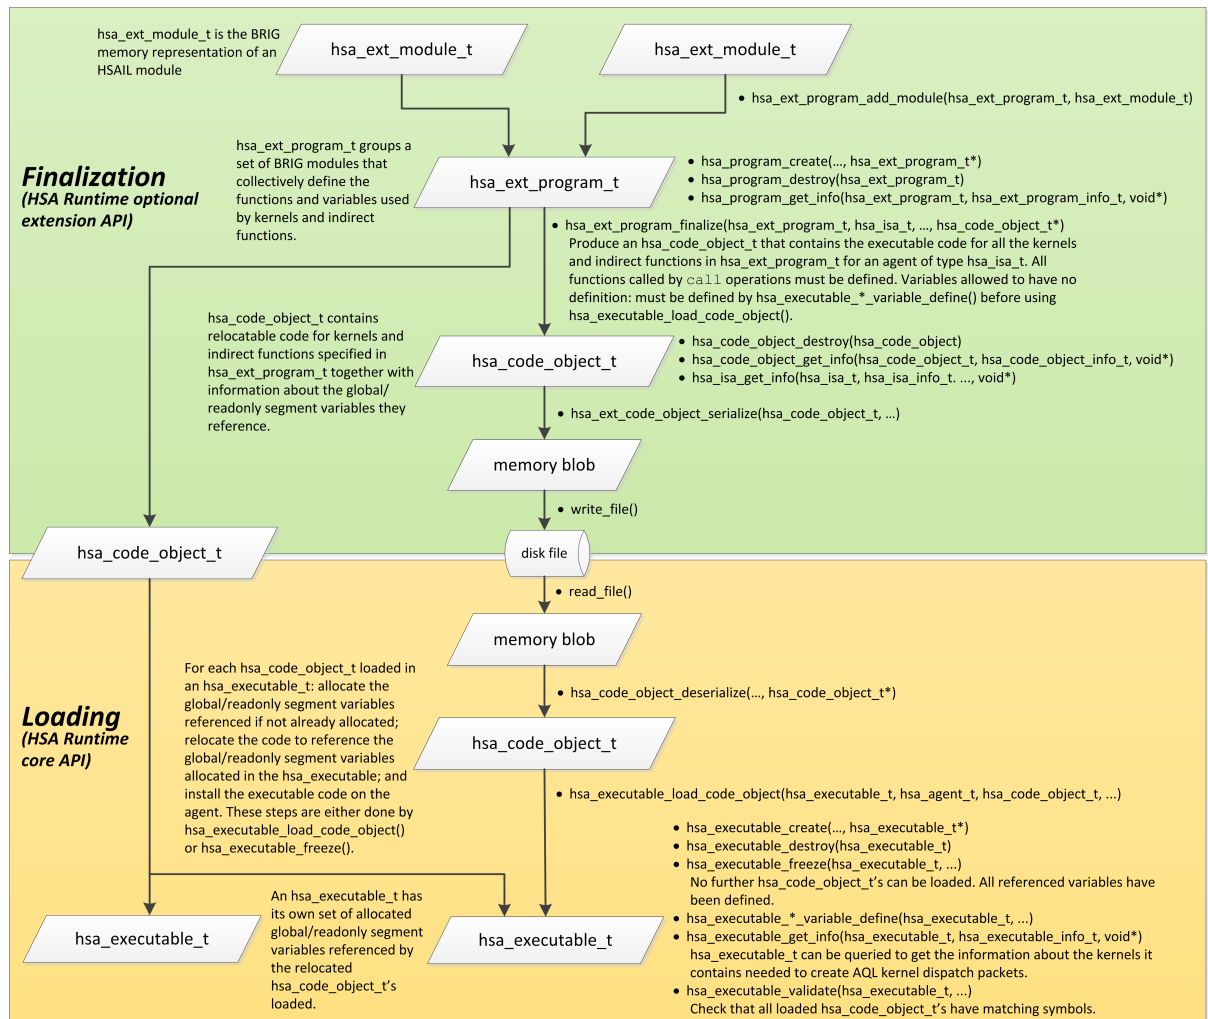 hsa_ext_module_t is the BRIG
memory representation of an
HSAIL module
hsa_ext_module_t
hsa_ext_module_t
• hsa_ext_program_add_module(hsa_ext_program_t, hsa_ext_module_t)
Finalization
(HSA Runtime optional
extension API)
hsa_ext_program_t groups a
set of BRIG modules that
collectively define the
functions and variables used
by kernels and indirect
functions.
hsa_ext_program_t
• hsa_program_create(…, hsa_ext_program_t*)
• hsa_program_destroy(hsa_ext_program_t)
• hsa_program_get_info(hsa_ext_program_t, hsa_ext_program_info_t, void*)
• hsa_ext_program_finalize(hsa_ext_program_t, hsa_isa_t, …, hsa_code_object_t*)
Produce an hsa_code_object_t that contains the executable code for all the kernels
and indirect functions in hsa_ext_program_t for an agent of type hsa_isa_t. All
functions called by call operations must be defined. Variables allowed to have no
definition: must be defined by hsa_executable_*_variable_define() before using
hsa_executable_load_code_object().
hsa_code_object_t contains
relocatable code for kernels and
indirect functions specified in
hsa_ext_program_t together with
information about the global/
readonly segment variables they
reference.
hsa_code_object_t
• hsa_code_object_destroy(hsa_code_object)
• hsa_code_object_get_info(hsa_code_object_t, hsa_code_object_info_t, void*)
• hsa_isa_get_info(hsa_isa_t, hsa_isa_info_t. ..., void*)
• hsa_ext_code_object_serialize(hsa_code_object_t, …)
memory blob
• write_file()
hsa_code_object_t
disk file
• read_file()
memory blob
• hsa_code_object_deserialize(…, hsa_code_object_t*)
Loading
(HSA Runtime
core API)
For each hsa_code_object_t loaded in
an hsa_executable_t: allocate the
global/readonly segment variables
referenced if not already allocated;
relocate the code to reference the
global/readonly segment variables
allocated in the hsa_executable; and
install the executable code on the
agent. These steps are either done by
hsa_executable_load_code_object()
or hsa_executable_freeze().
hsa_code_object_t
• hsa_executable_load_code_object(hsa_executable_t, hsa_agent_t, hsa_code_object_t, ...)
• hsa_executable_create(…, hsa_executable_t*)
• hsa_executable_destroy(hsa_executable_t)
• hsa_executable_freeze(hsa_executable_t, ...)
No further hsa_code_object_t’s can be loaded. All referenced variables have
been defined.
• hsa_executable_*_variable_define(hsa_executable_t, ...)
• hsa_executable_get_info(hsa_executable_t, hsa_executable_info_t, void*)
hsa_executable_t can be queried to get the information about the kernels it
contains needed to create AQL kernel dispatch packets.
• hsa_executable_validate(hsa_executable_t, ...)
Check that all loaded hsa_code_object_t’s have matching symbols.
hsa_executable_t
An hsa_executable_t has
its own set of allocated
global/readonly segment
variables referenced by
the relocated
hsa_code_object_t’s
loaded.
hsa_executable_t